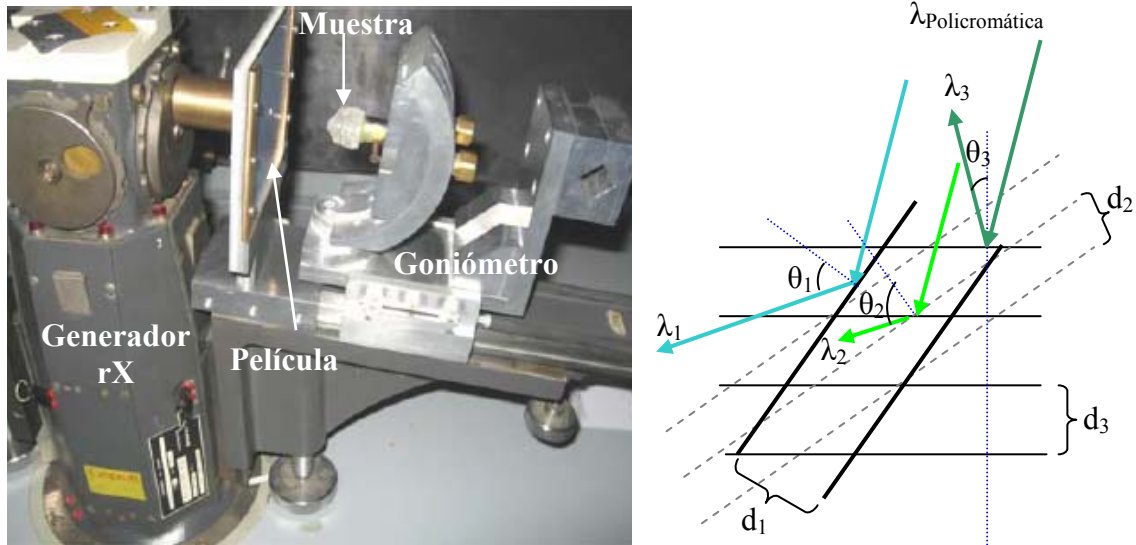 Muestra
Goniómetro
Generador
rX
Película
λPolicromática
λ3
θ3
d2
θ1
θ2
λ1
λ2
d3
d1